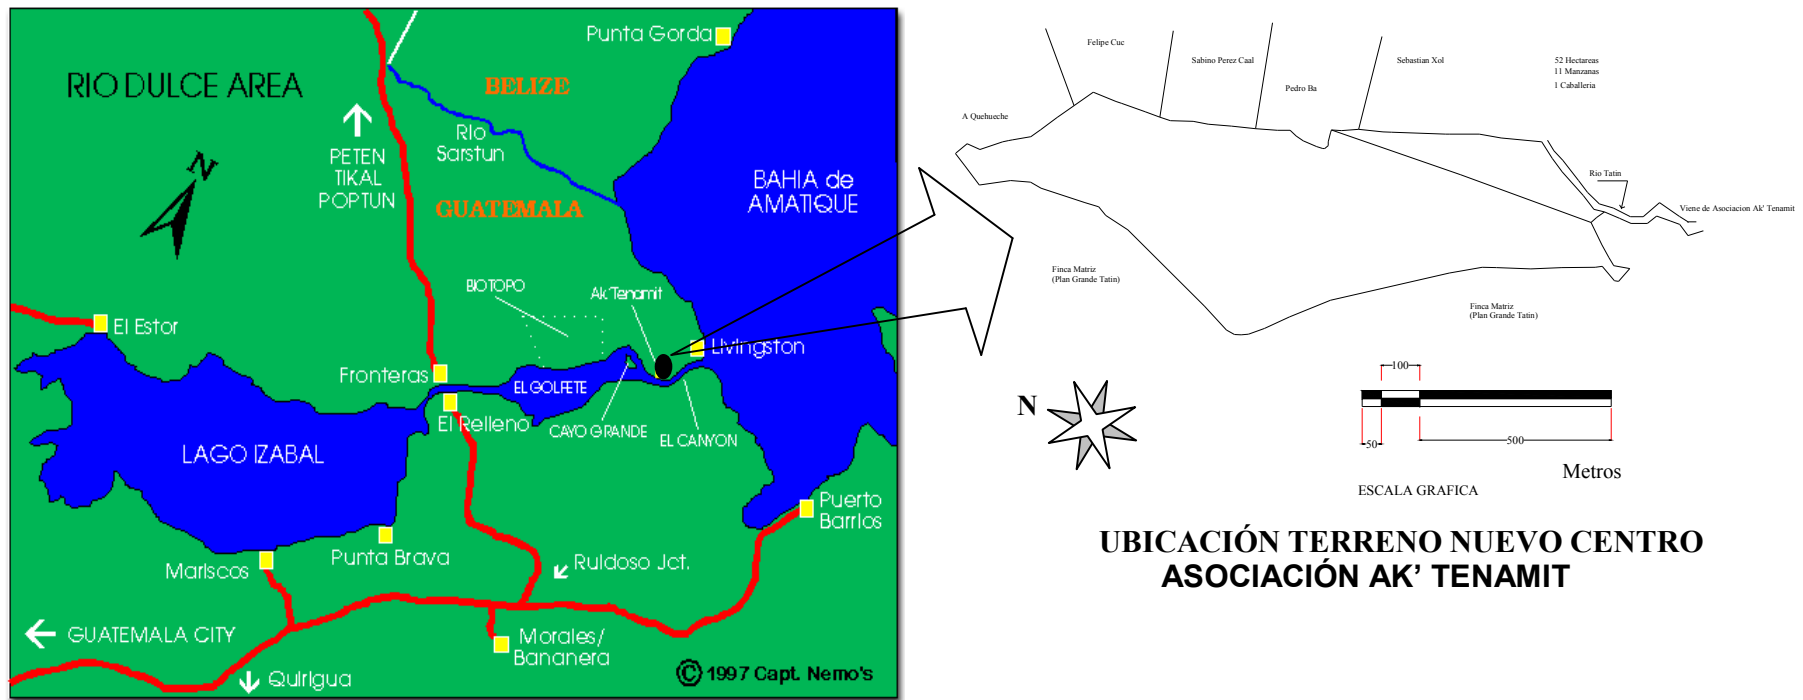 RIO DULCE AREA
Punta Gorda
BELIZE
N
PETEN
TIKAL
POPTUN
Rio
Sarstun
BAHIA de
AMATIQUE
GUATEMALA
BIOTOPO
Ak'Tenamit
El Estor
Livingston
Fronteras
EL GOLFETE
El Relleno
CAYO GRANDE
EL CANYON
LAGO IZABAL
Puerto
Barrios
Punta Brava
Mariscos
Ruidoso Jct.
GUATEMALA CITY
Morales/
Bananera
Quirigua
© 1997 Capt. Nemo's
Felipe Cuc
Sabino Perez Caal
Sebastian Xol
52 Hectareas
11 Manzanas
1 Caballeria
Pedro Ba
A Quehueche
Rio Tatin
Viene de Asociacion Ak' Tenamit
Finca Matriz
(Plan Grande Tatin)
Finca Matriz
(Plan Grande Tatin)
N
100
50
500
Metros
ESCALA GRAFICA
UBICACIÓN TERRENO NUEVO CENTRO
ASOCIACIÓN AK’ TENAMIT